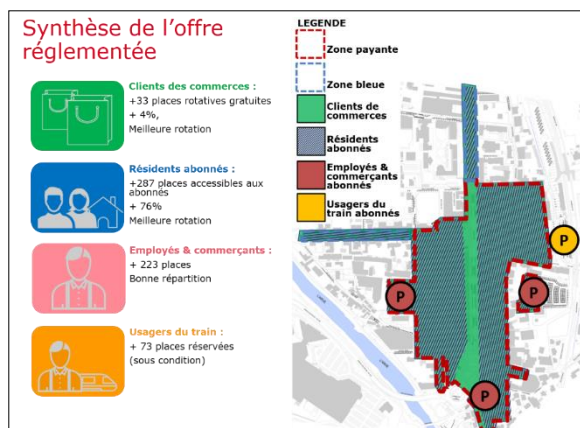 Synthèse de l’offre
réglementée
Clients des commerces :
+33 places rotatives gratuites
+ 4%,
Meilleure rotation
Résidents abonnés :
+287 places accessibles aux
abonnés
+ 76%
Meilleure rotation
Employés & commerçants :
+ 223 places
Bonne répartition
Usagers du train :
+ 73 places réservées
(sous condition)
LEGENDE
Zone payante
Zone bleue
Clients de
commerces
Résidents
abonnés
Employés &
commerçants
abonnés
Usagers du
train abonnés
P
P
P
P